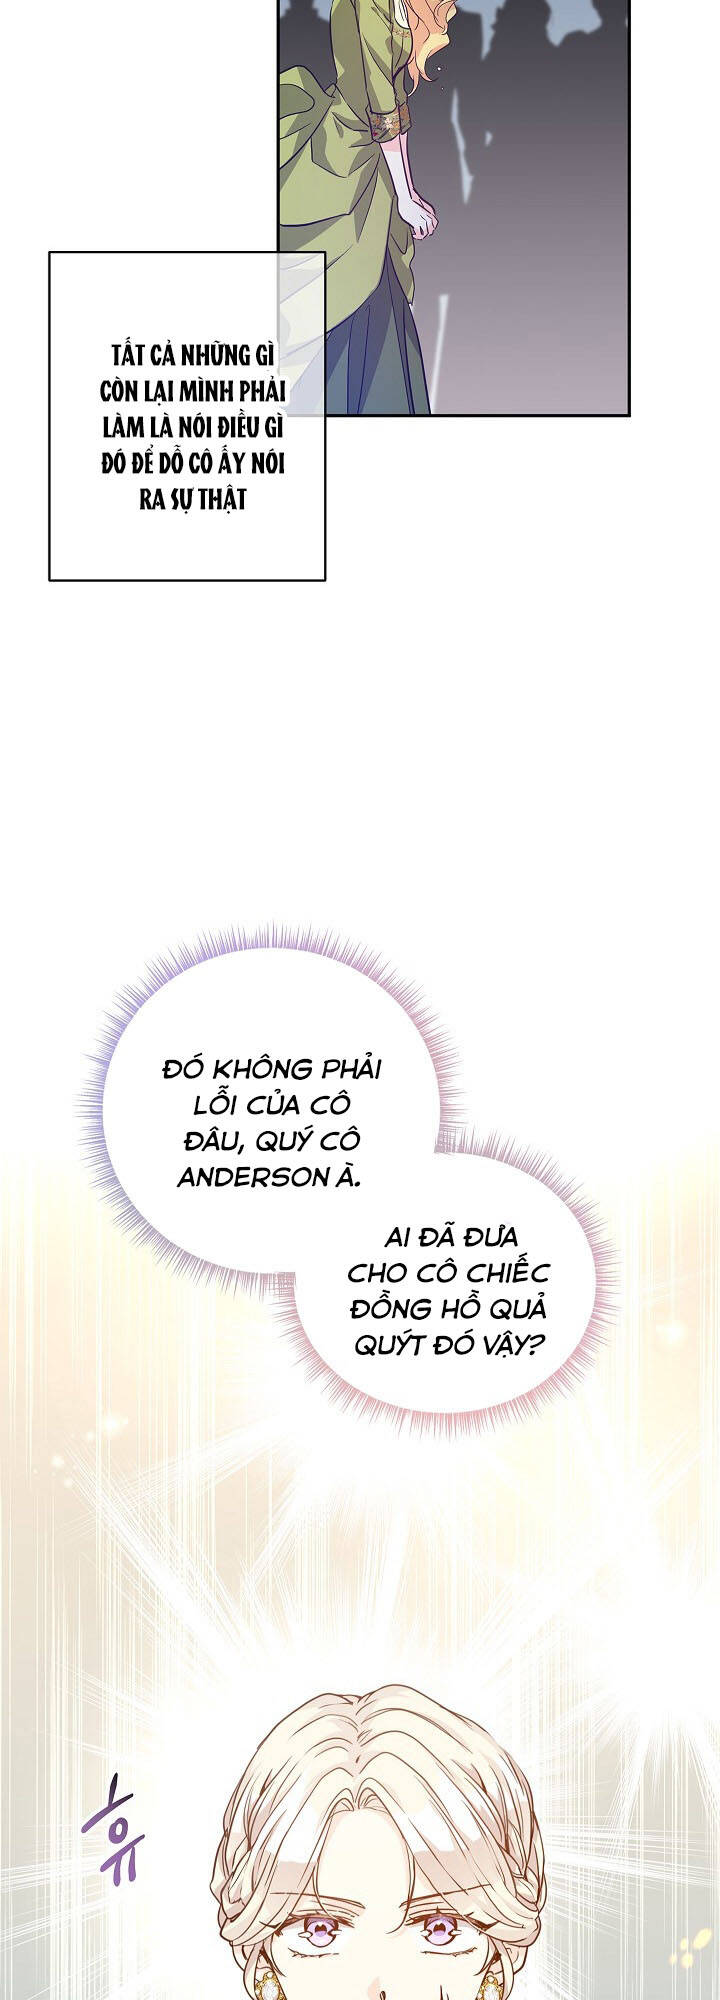 TẤT CẢ NHỮNG GÌ
CÒN LẠI MÌNH PHẢI
LÀM LÀ NÓI ĐIỀU GÌ
ĐÓ ĐỂ DỖ CÔ ẤY NÓI
RA SỰ THẬT
ĐÓ KHÔNG PHẢI
LỖI CỦA CÔ
ĐÂU, QUÝ CÔ
ANDERSON À.
AI ĐÃ ĐƯA
CHO CÔ CHIẾC
ĐỒNG HỒ QUẢ
QUÝT ĐÓ VẬY?
휴